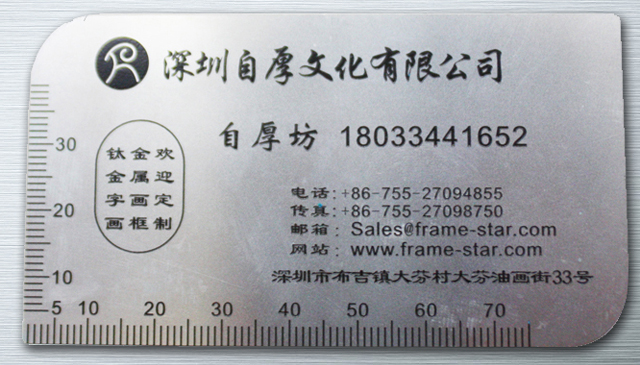 深圳自厚文化有限公司
自厚坊 18033441652
欢迎定制
金属画框
钛金字画
电话:+86-755-27094855
传真:+86-755-27098750
邮箱: Sales@frame-star.com
网站: www.frame-star.com
深圳市布吉镇大芬村大芬油画街33号
30
20
10
5 10 20 30 40 50 60 70